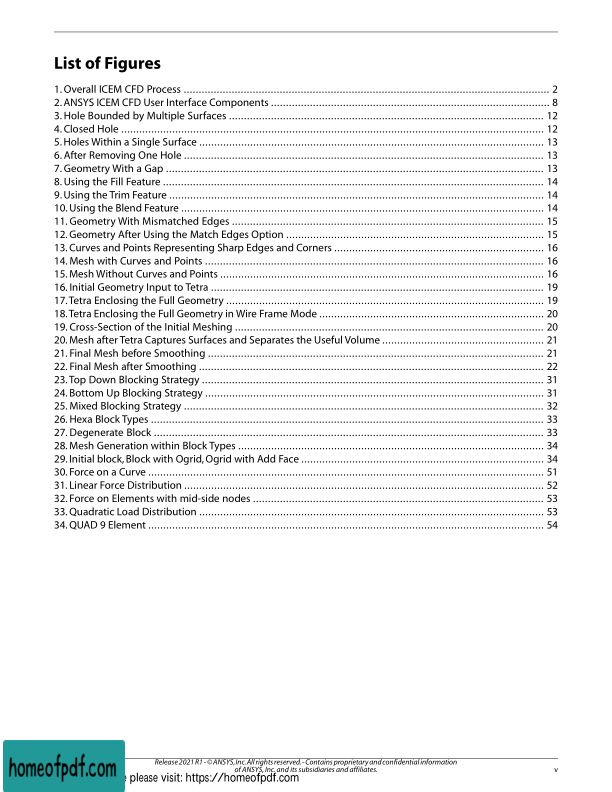 List of Figures
1. Overall ICEM CFD Process ........ 2
2. ANSYS ICEM CFD User Interface Components ........ 8
3. Hole Bounded by Multiple Surfaces ........ 12
4. Closed Hole ........ 12
5. Holes Within a Single Surface ........ 13
6. After Removing One Hole ........ 13
7. Geometry With a Gap ........ 13
8. Using the Fill Feature ........ 14
9. Using the Trim Feature ........ 14
10. Using the Blend Feature ........ 14
11. Geometry With Mismatched Edges ........ 15
12. Geometry After Using the Match Edges Option ........ 15
13. Curves and Points Representing Sharp Edges and Corners ........ 16
14. Mesh with Curves and Points ........ 16
15. Mesh Without Curves and Points ........ 16
16. Initial Geometry Input to Tetra ........ 19
17. Tetra Enclosing the Full Geometry ........ 19
18. Tetra Enclosing the Full Geometry in Wire Frame Mode ........ 20
19. Cross-Section of the Initial Meshing ........ 20
20. Mesh after Tetra Captures Surfaces and Separates the Useful Volume ........ 21
21. Final Mesh before Smoothing ........ 21
22. Final Mesh after Smoothing ........ 22
23. Top Down Blocking Strategy ........ 31
24. Bottom Up Blocking Strategy ........ 31
25. Mixed Blocking Strategy ........ 32
26. Hexa Block Types ........ 33
27. Degenerate Block ........ 33
28. Mesh Generation within Block Types ........ 34
29. Initial block, Block with Ogrid, Ogrid with Add Face ........ 34
30. Force on a Curve ........ 51
31. Linear Force Distribution ........ 52
32. Force on Elements with mid-side nodes ........ 53
33. Quadratic Load Distribution ........ 53
34. QUAD 9 Element ........ 54
Release 2021 R1 - © ANSYS, Inc. All rights reserved. - Contains proprietary and confidential information
of ANSYS, Inc. and its subsidiaries and affiliates.
v
homeofpdf.com
please visit: https://homeofpdf.com